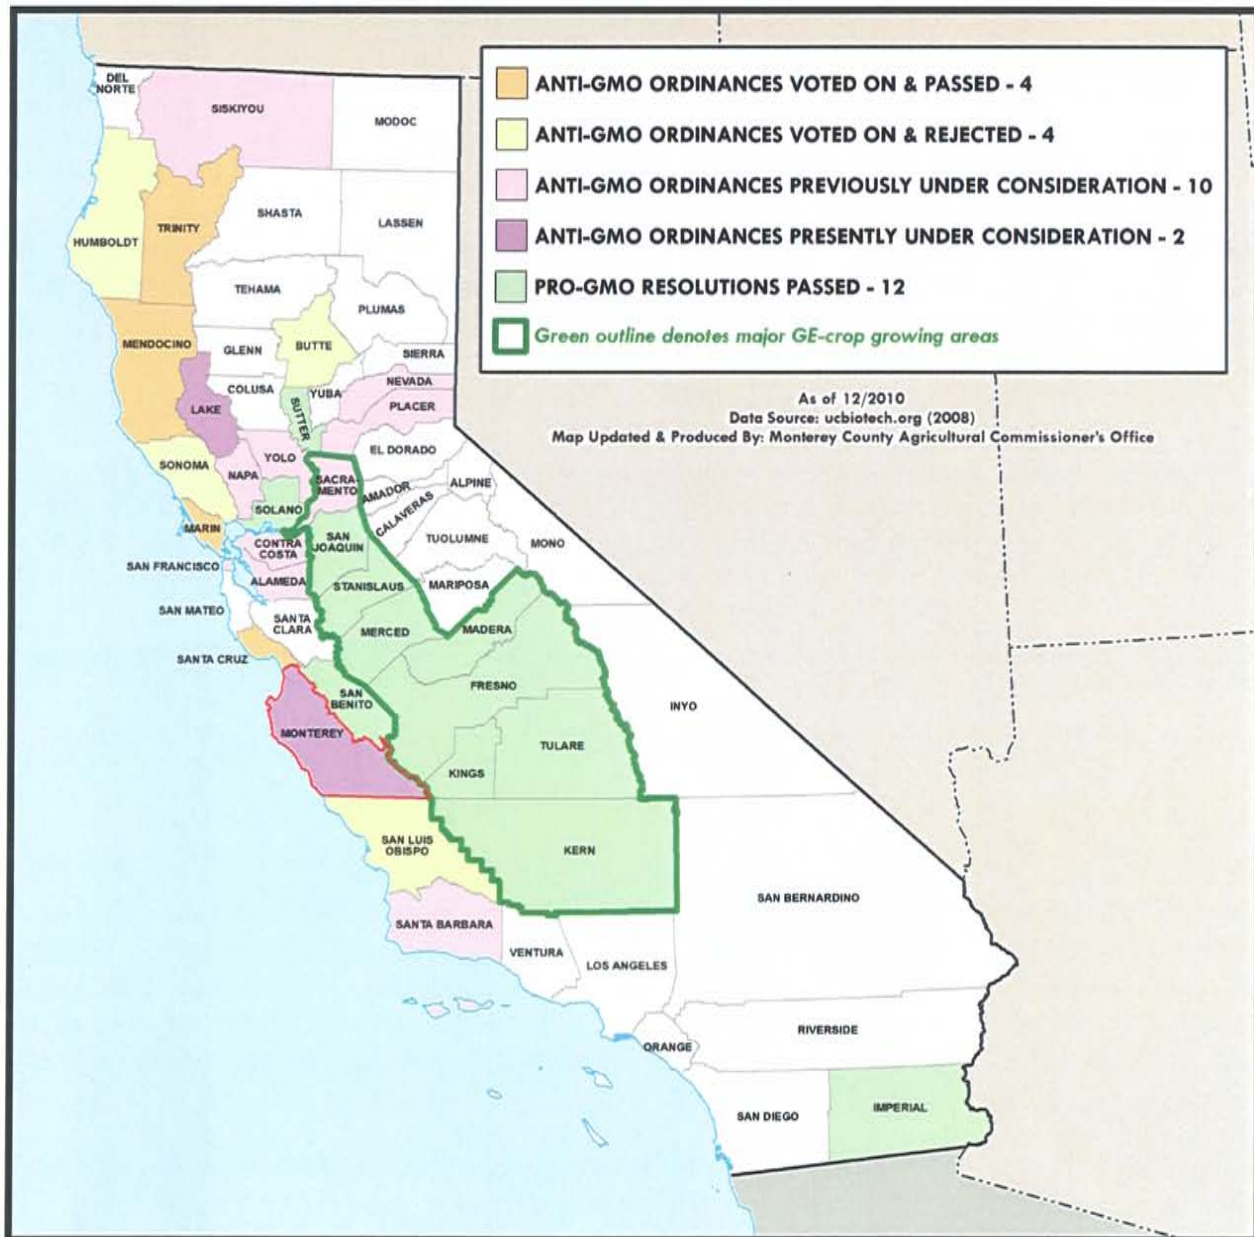 ANTI-GMO ORDINANCES VOTED ON & PASSED - 4
ANTI-GMO ORDINANCES VOTED ON & REJECTED - 4
ANTI-GMO ORDINANCES PREVIOUSLY UNDER CONSIDERATION - 10
ANTI-GMO ORDINANCES PRESENTLY UNDER CONSIDERATION - 2
PRO-GMO RESOLUTIONS PASSED - 12
Green outline denotes major GE-crop growing areas
As of 12/2010
Data Source: ucbiotech.org (2008)
Map Updated & Produced By: Monterey County Agricultural Commissioner's Office
DEL
NORTE
SISKIYOU
MODOC
HUMBOLDT
TRINITY
SHASTA
LASSEN
TEHAMA
PLUMAS
MENDOCINO
GLENN
BUTTE
SIERRA
COLUSA
YUBA
NEVADA
LAKE
SUTTER
PLACER
SONOMA
NAPA
YOLO
EL DORADO
SACRA-
MENTO
AMADOR
ALPINE
SOLANO
CALAVERAS
MARIN
CONTRA
COSTA
SAN
JOAQUIN
TUOLUMNE
MONO
SAN FRANCISCO
ALAMEDA
STANISLAUS
MARIPOSA
SAN MATEO
SANTA
CLARA
MERCED
MADERA
SANTA CRUZ
SAN
BENITO
FRESNO
INYO
MONTEREY
TULARE
KINGS
SAN LUIS
OBISPO
KERN
SAN BERNARDINO
SANTA BARBARA
VENTURA
LOS ANGELES
RIVERSIDE
ORANGE
SAN DIEGO
IMPERIAL